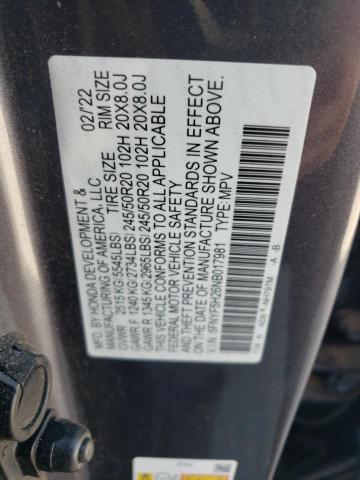 MFD. BY HONDA DEVELOPMENT & 02/22
MANUFACTURING OF AMERICA, LLC
TIRE SIZE RIM SIZE
GVWR 2515 KG(5545LBS)
GAWR F 1240 KG(2734LBS) 245/50R20 102H 20X8.0J
GAWR R 1345 KG(2965LBS) 245/50R20 102H 20X8.0J
THIS VEHICLE CONFORMS TO ALL APPLICABLE
FEDERAL MOTOR VEHICLE SAFETY
AND THEFT PREVENTION STANDARDS IN EFFECT
ON THE DATE OF MANUFACTURE SHOWN ABOVE.
V.I.N: 5FNYF5H26NB017981 TYPE:MPV